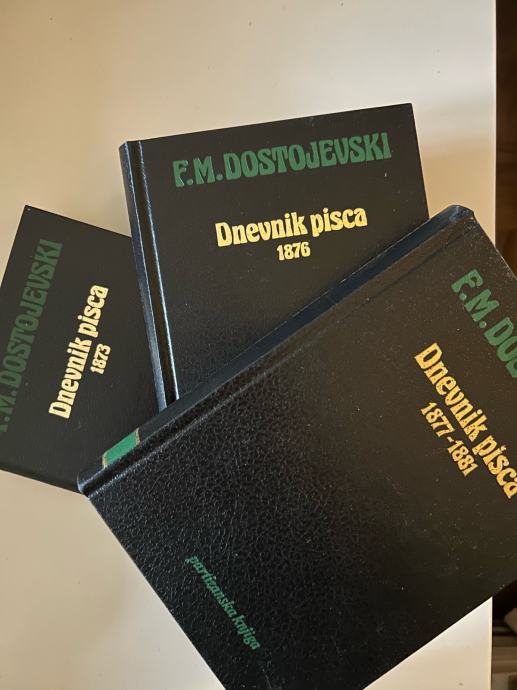 F.M. DOSTOJEVSKI
Dnevnik pisca
1876
F.M. DOSTOJEVSKI
Dnevnik pisca
1873
F.M. DOS
Dnevnik pisca
1877-1881
partizanska knjiga